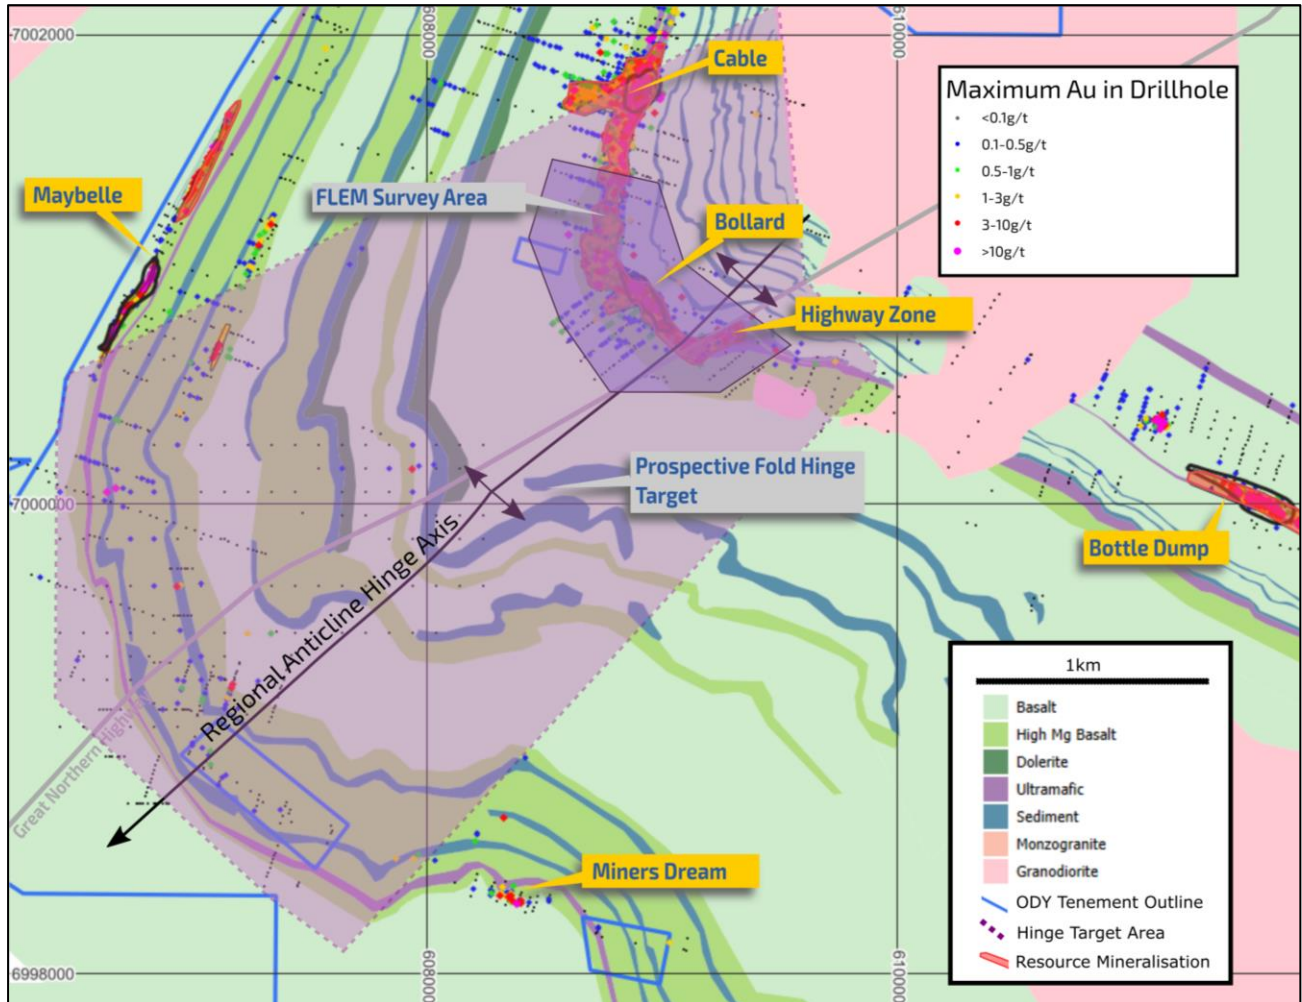 7002000
608000
610000
Cable
Maximum Au in Drillhole
<0.1g/t
0.1-0.5g/t
0.5-1g/t
1-3g/t
3-10g/t
>10g/t
Maybelle
FLEM Survey Area
Bollard
Highway Zone
Prospective Fold Hinge
Target
7000000
Bottle Dump
Regional Anticline Hinge Axis
Great Northern Highway
1km
Basalt
High Mg Basalt
Dolerite
Ultramafic
Sediment
Monzogranite
Granodiorite
ODY Tenement Outline
Hinge Target Area
Resource Mineralisation
Miners Dream
6998000
608000
610000